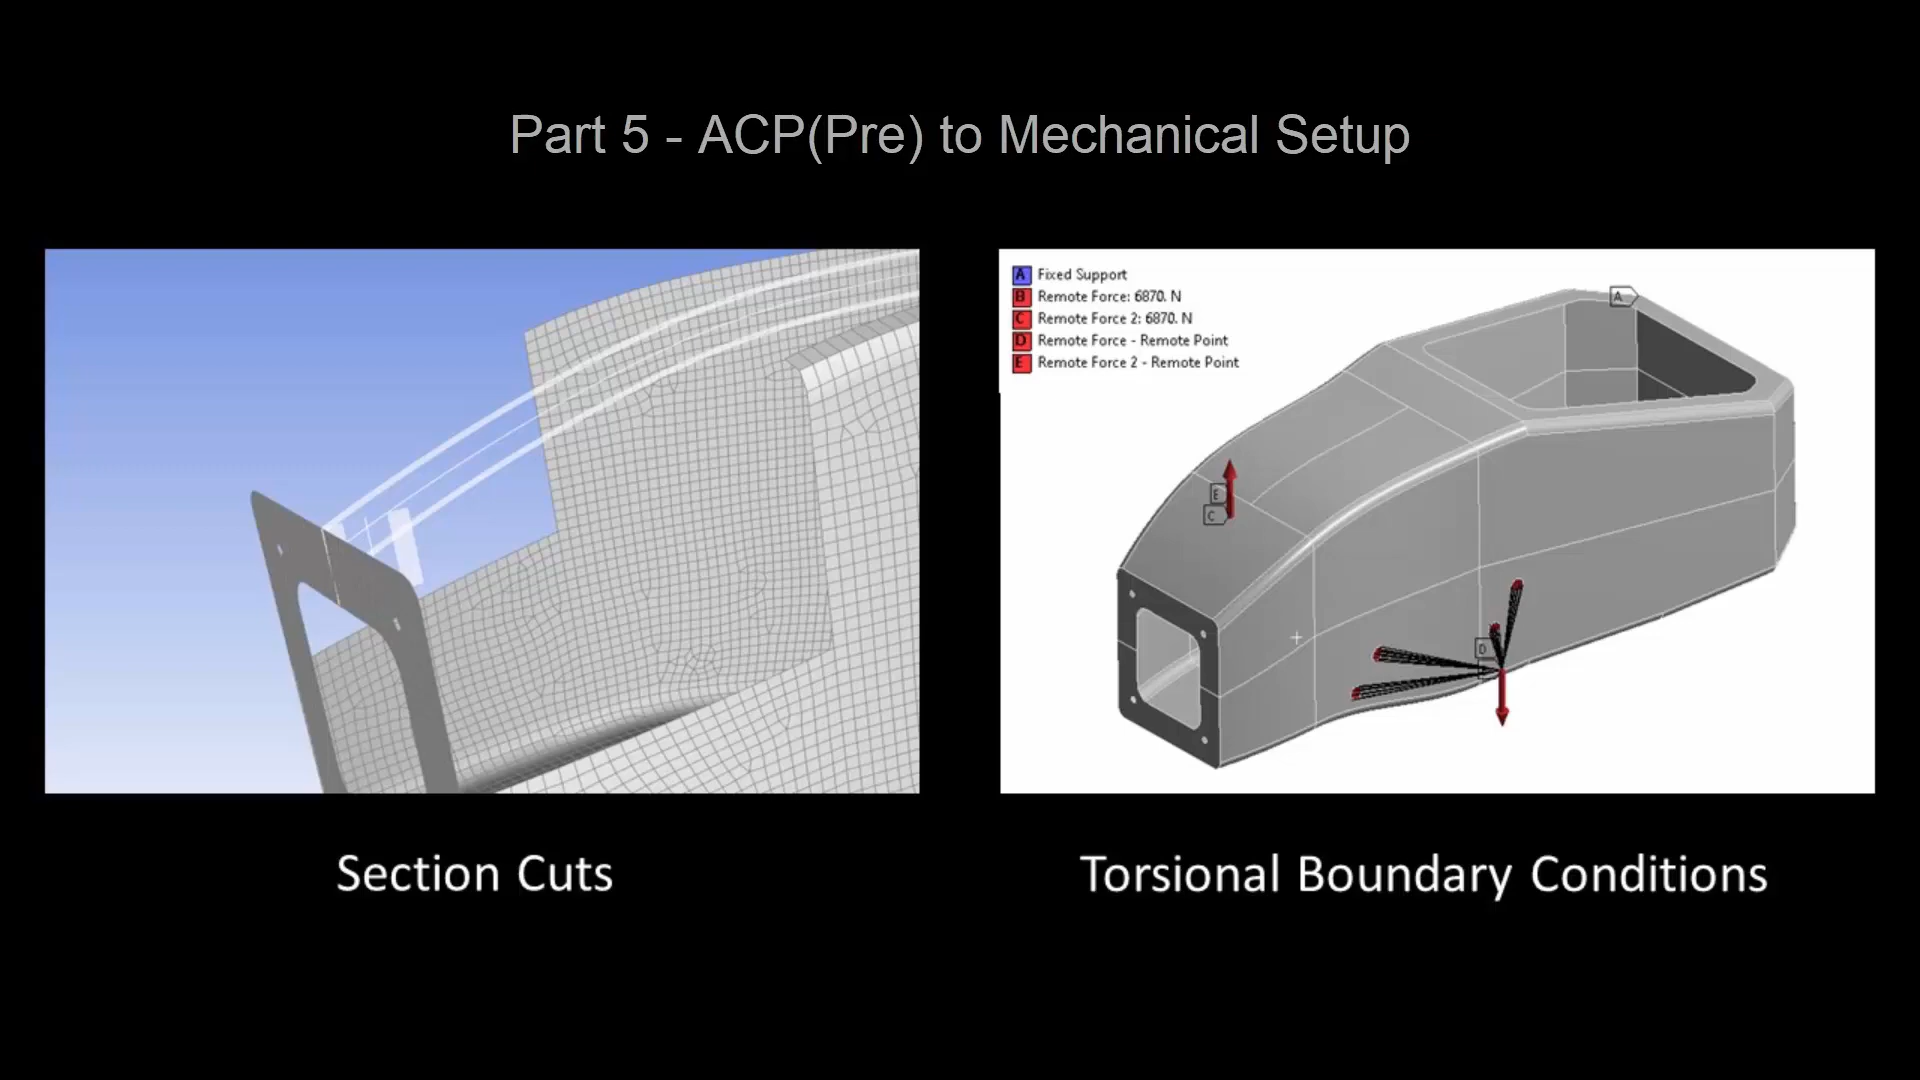 Part 5 - ACP(Pre) to Mechanical Setup
A Fixed Support
B Remote Force: 6870. N
C Remote Force 2: 6870. N
D Remote Force - Remote Point
E Remote Force 2 - Remote Point
A
E
C
D
Section Cuts
Torsional Boundary Conditions